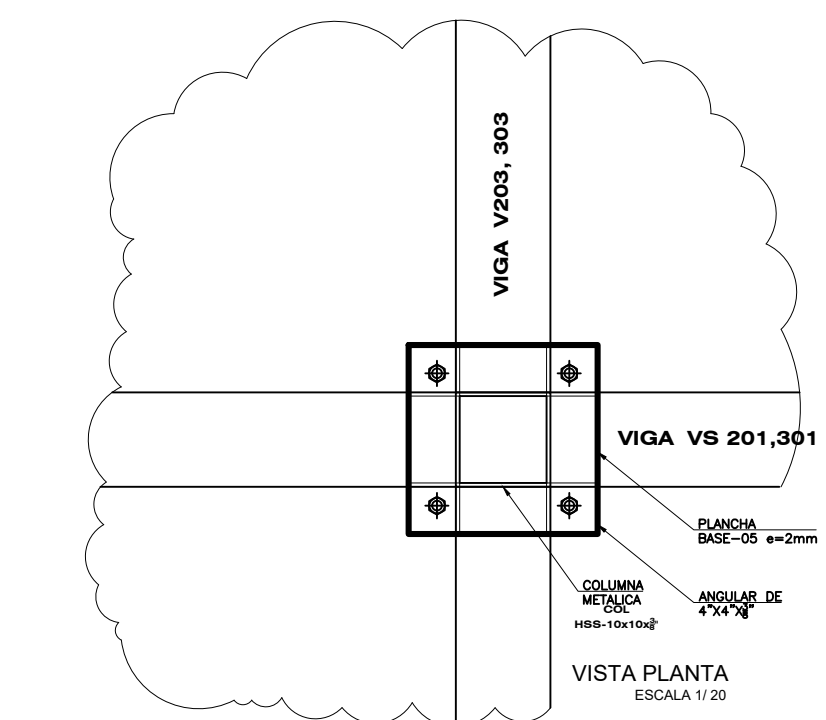 VIGA V203, 303
VIGA VS 201,301
PLANCHA
BASE-05 e=2mm
COLUMNA
METALICA
COL
HSS-10x10x3/8"
ANGULAR DE
4"X4"X3/8"
VISTA PLANTA
ESCALA 1/ 20